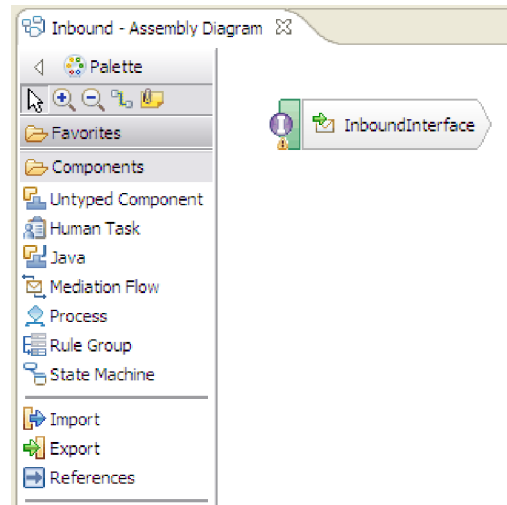 Inbound - Assembly Diagram
Palette
Favorites
InboundInterface
Components
Untyped Component
Human Task
Java
Mediation Flow
Process
Rule Group
State Machine
Import
Export
References